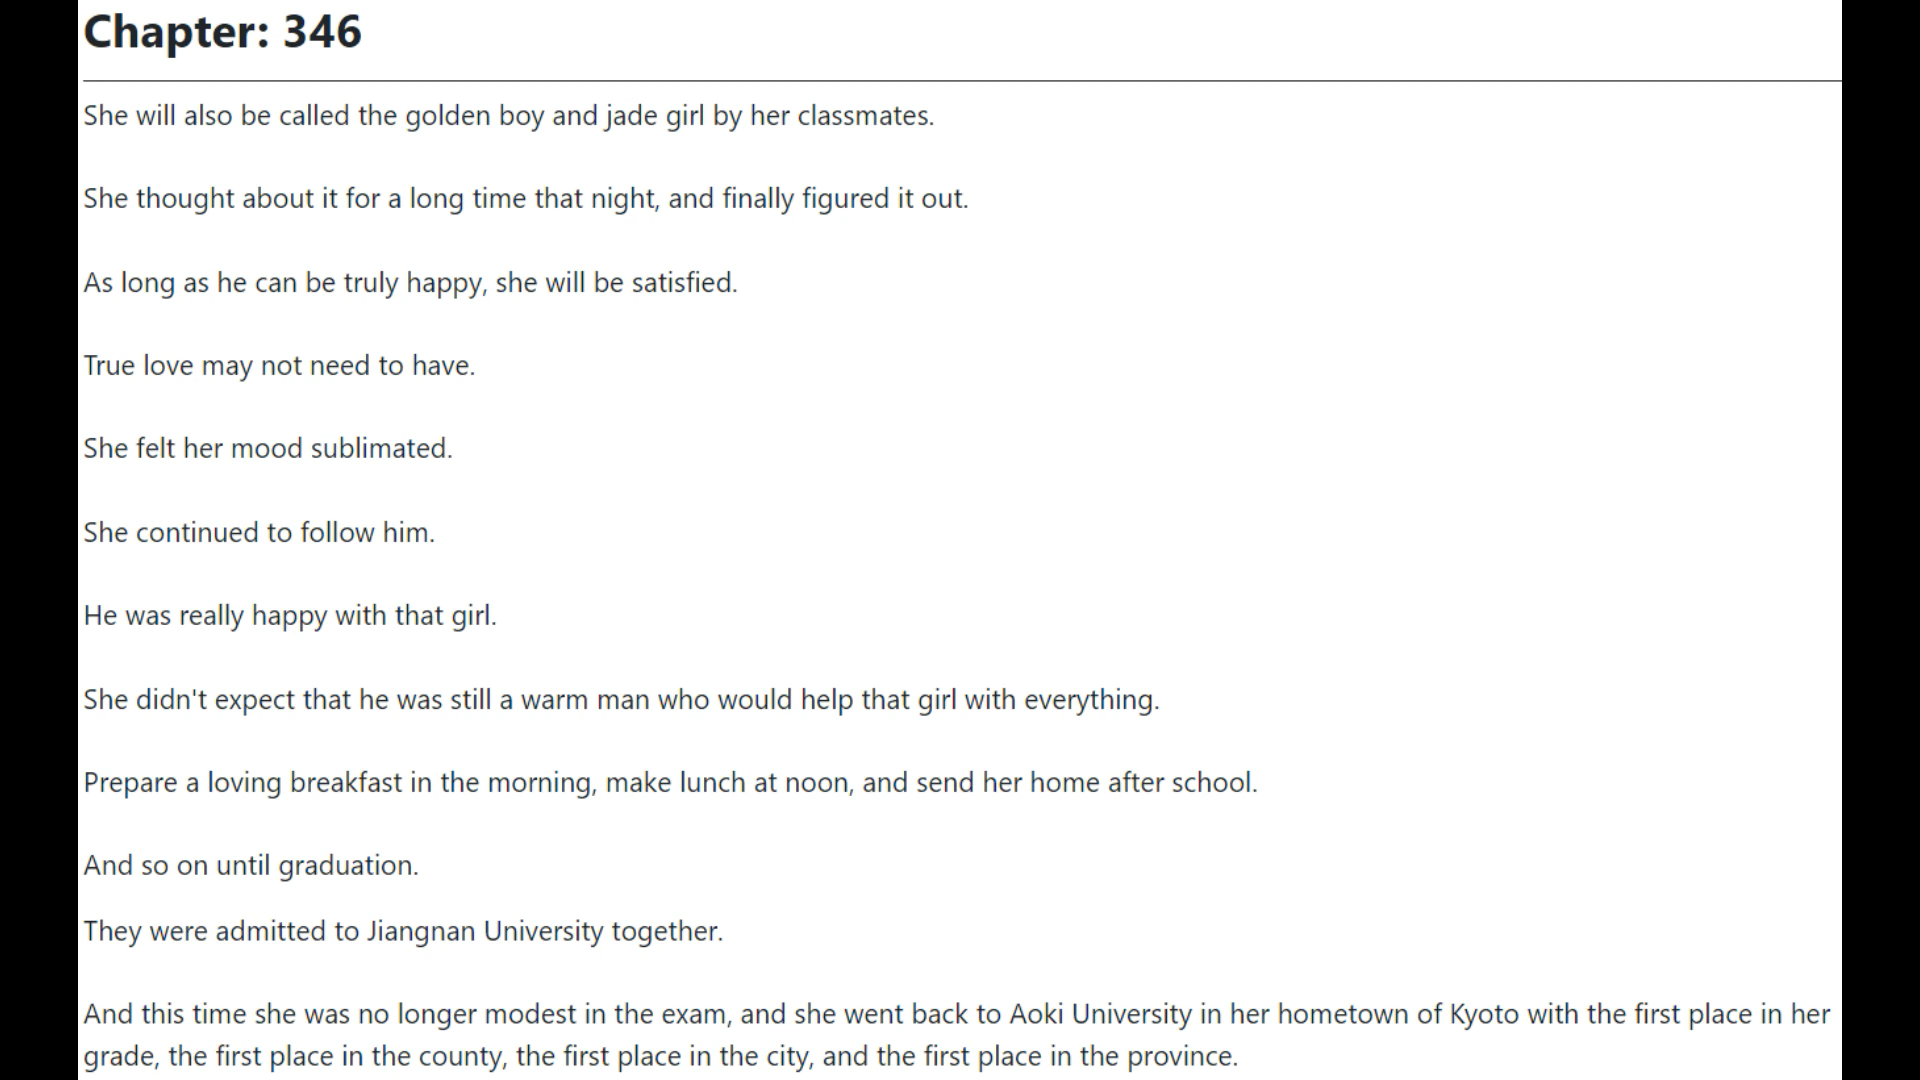 Chapter: 346
She will also be called the golden boy and jade girl by her classmates.
She thought about it for a long time that night, and finally figured it out.
As long as he can be truly happy, she will be satisfied.
True love may not need to have.
She felt her mood sublimated.
She continued to follow him.
He was really happy with that girl.
She didn't expect that he was still a warm man who would help that girl with everything.
Prepare a loving breakfast in the morning, make lunch at noon, and send her home after school.
And so on until graduation.
They were admitted to Jiangnan University together.
And this time she was no longer modest in the exam, and she went back to Aoki University in her hometown of Kyoto with the first place in her
grade, the first place in the county, the first place in the city, and the first place in the province.